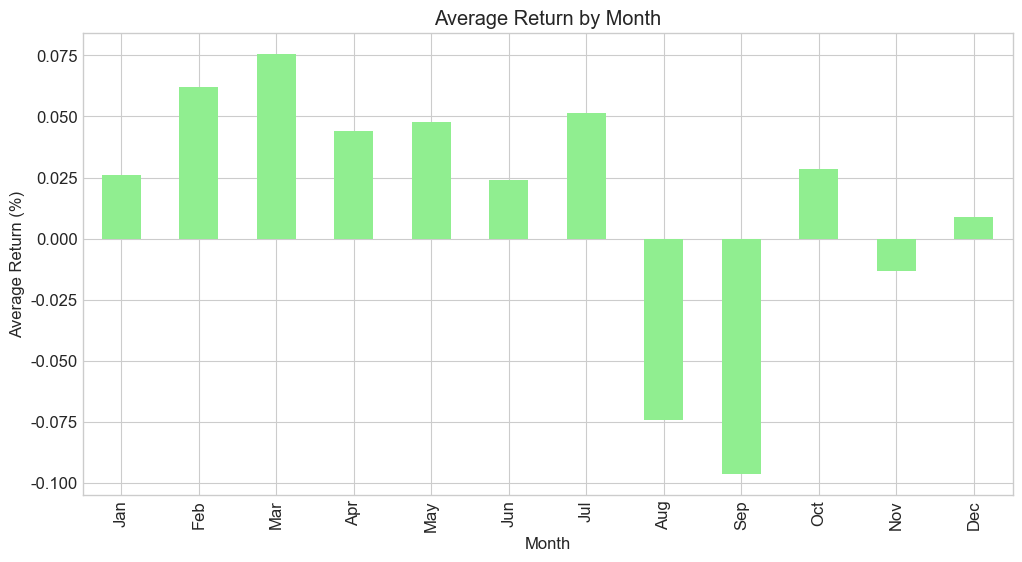 Average Return by Month
Average Return (%)
0.075
0.050
0.025
0.000
-0.025
-0.050
-0.075
-0.100
Jan
Feb
Mar
Apr
May
Jun
Jul
Aug
Sep
Oct
Nov
Dec
Month